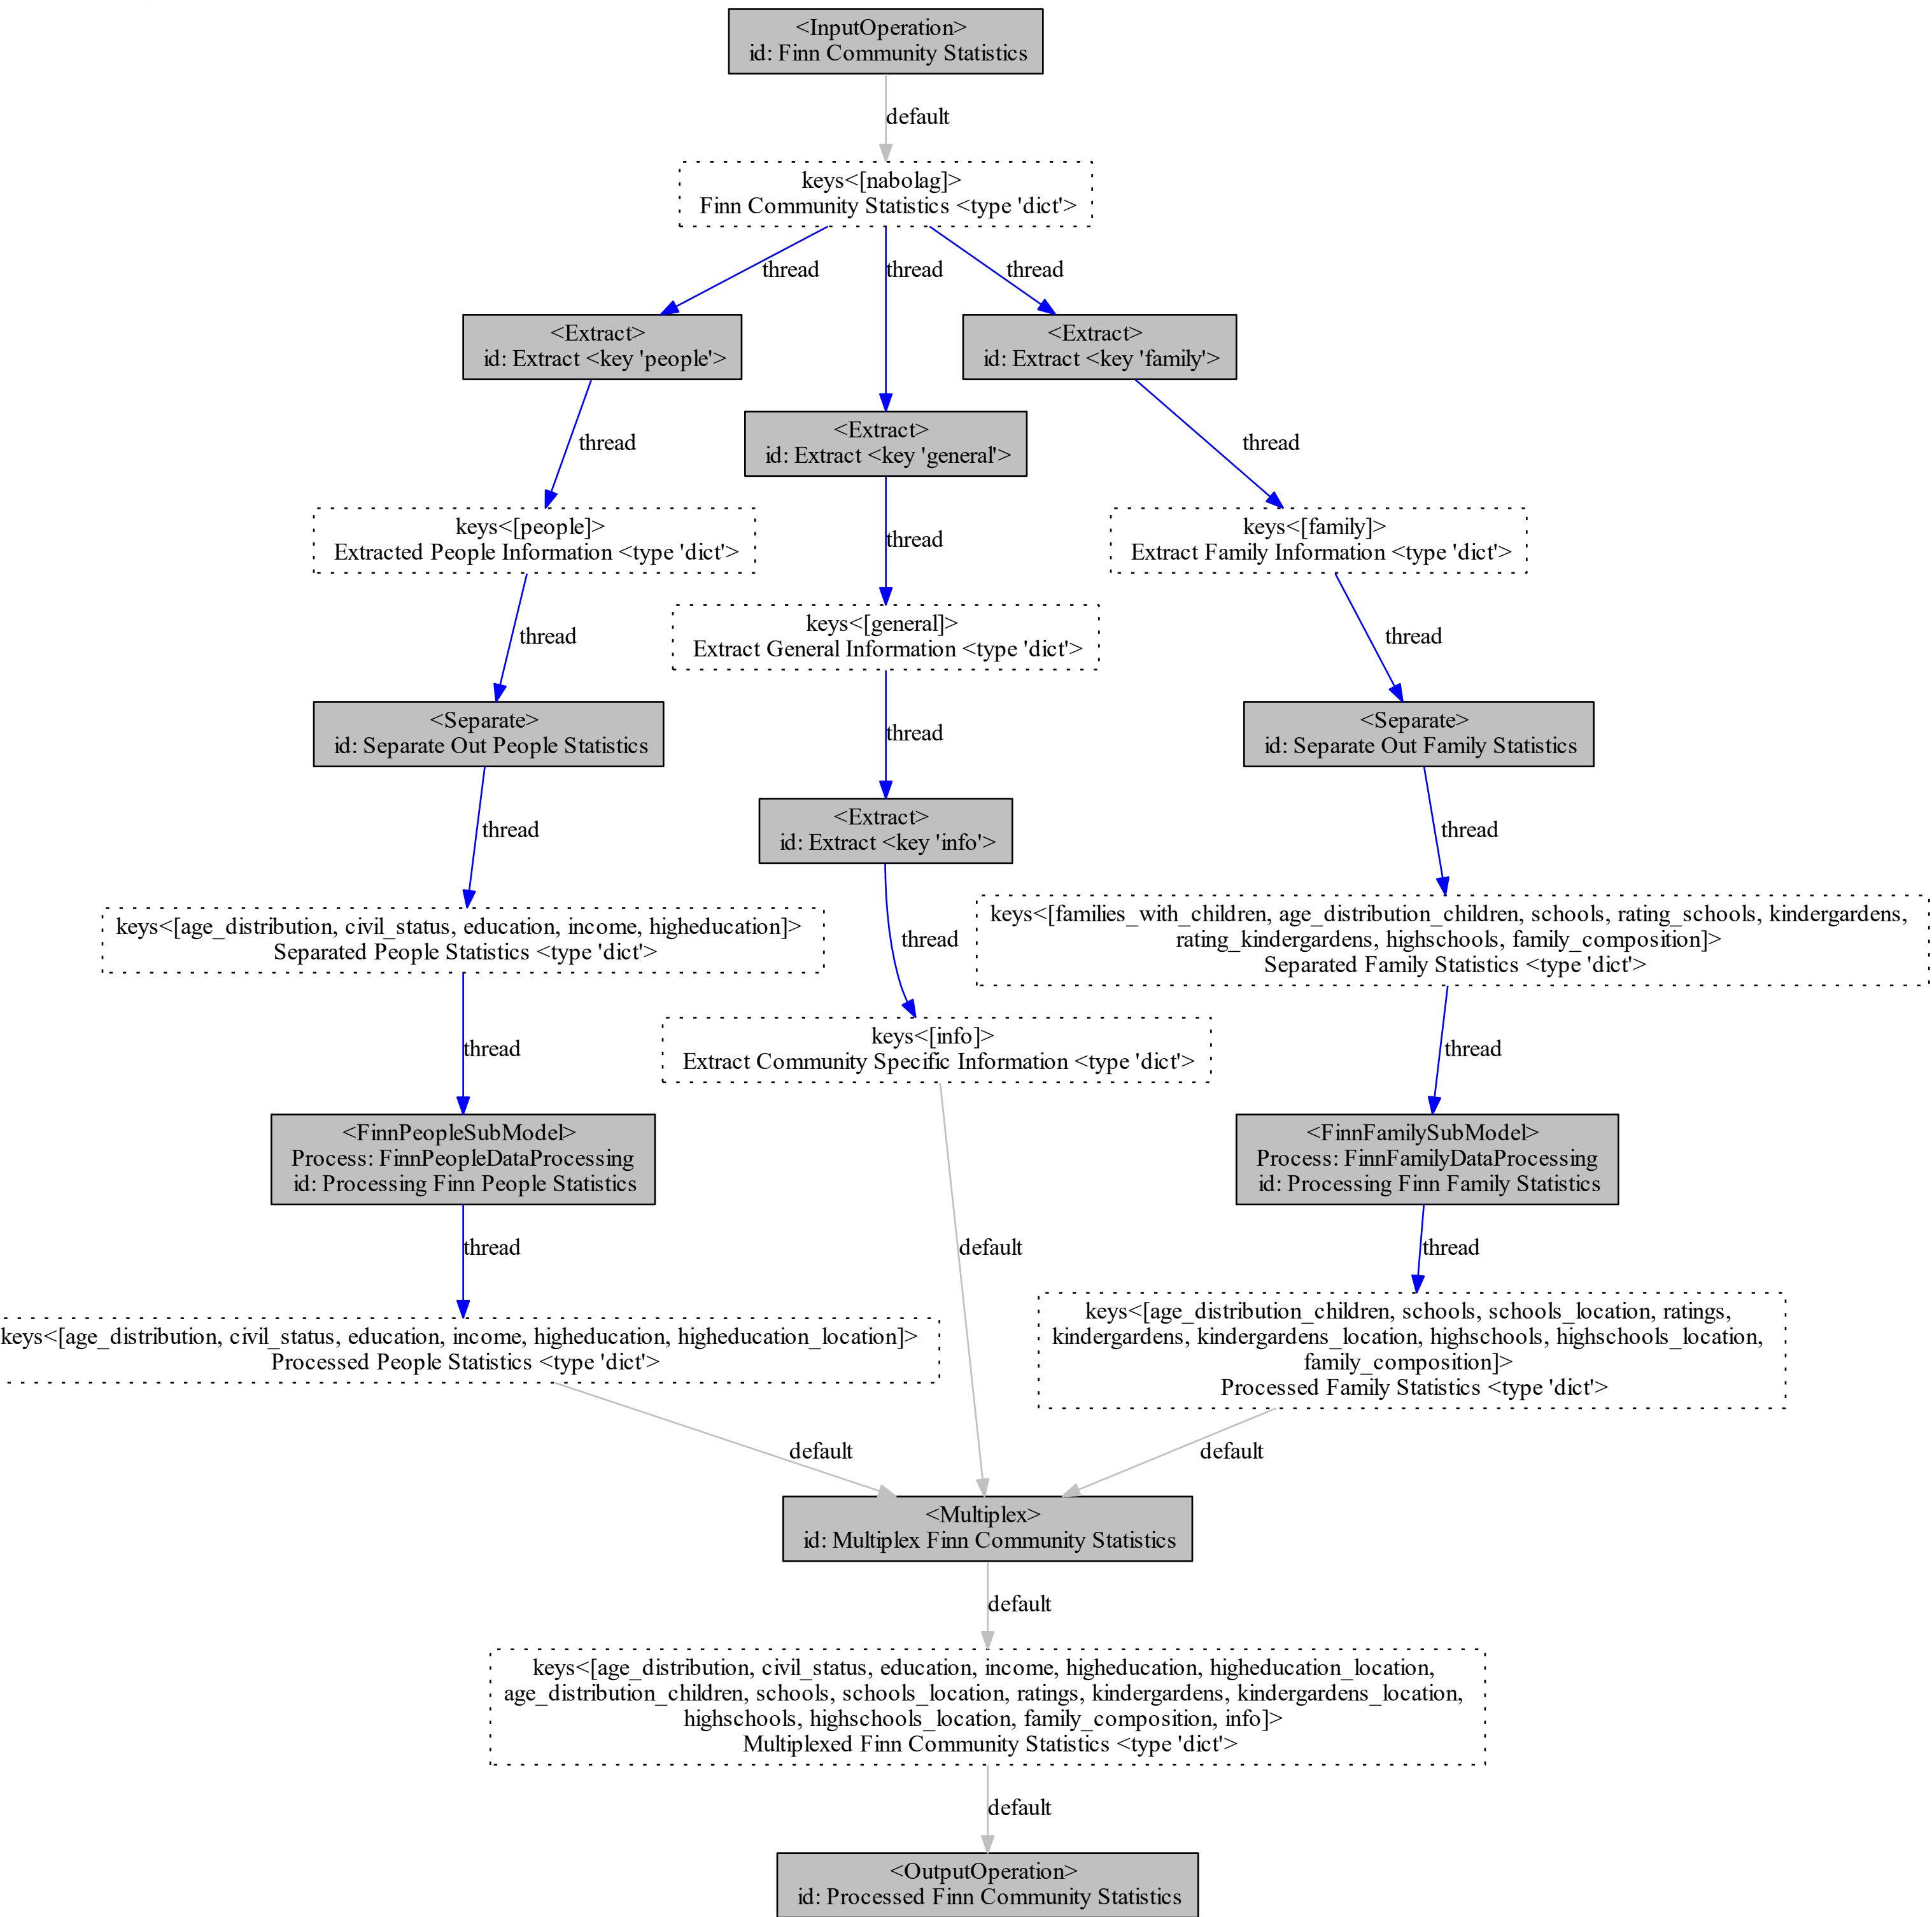 <InputOperation>
id: Finn Community Statistics
default
keys<[nabolag]>
Finn Community Statistics <type 'dict'>
thread
thread
thread
<Extract>
id: Extract <key 'people'>
<Extract>
id: Extract <key 'family'>
<Extract>
id: Extract <key 'general'>
thread
thread
keys<[people]>
Extracted People Information <type 'dict'>
thread
keys<[family]>
Extract Family Information <type 'dict'>
keys<[general]>
Extract General Information <type 'dict'>
thread
thread
<Separate>
id: Separate Out People Statistics
thread
<Separate>
id: Separate Out Family Statistics
<Extract>
id: Extract <key 'info'>
thread
thread
keys<[age_distribution, civil_status, education, income, higheducation]>
Separated People Statistics <type 'dict'>
thread
keys<[families_with_children, age_distribution_children, schools, rating_schools, kindergardens,
rating_kindergardens, highschools, family_composition]>
Separated Family Statistics <type 'dict'>
keys<[info]>
Extract Community Specific Information <type 'dict'>
thread
thread
<FinnPeopleSubModel>
Process: FinnPeopleDataProcessing
id: Processing Finn People Statistics
<FinnFamilySubModel>
Process: FinnFamilyDataProcessing
id: Processing Finn Family Statistics
thread
default
thread
keys<[age_distribution, civil_status, education, income, higheducation, higheducation_location]>
Processed People Statistics <type 'dict'>
keys<[age_distribution_children, schools, schools_location, ratings,
kindergardens, kindergardens_location, highschools, highschools_location,
family_composition]>
Processed Family Statistics <type 'dict'>
default
default
<Multiplex>
id: Multiplex Finn Community Statistics
default
keys<[age_distribution, civil_status, education, income, higheducation, higheducation_location,
age_distribution_children, schools, schools_location, ratings, kindergardens, kindergardens_location,
highschools, highschools_location, family_composition, info]>
Multiplexed Finn Community Statistics <type 'dict'>
default
<OutputOperation>
id: Processed Finn Community Statistics